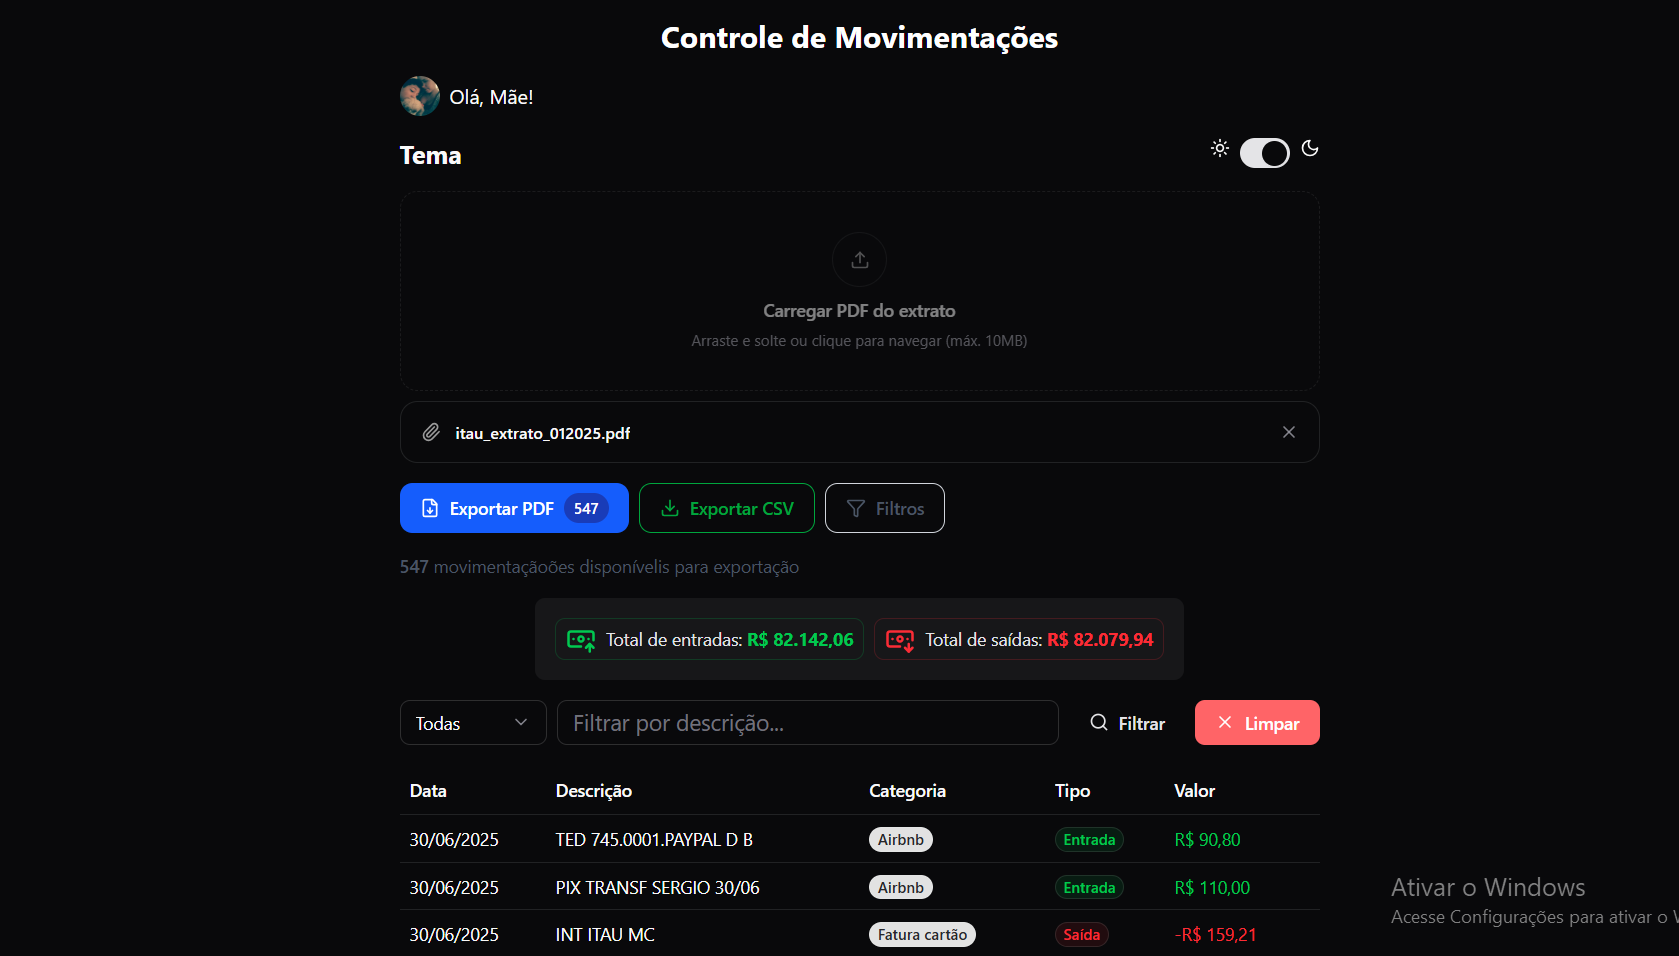 Controle de Movimentações
Olá, Mãe!
Tema
Carregar PDF do extrato
Arraste e solte ou clique para navegar (máx. 10MB)
itau_extrato_012025.pdf
Exportar PDF 547 Exportar CSV Filtros
547 movimentaçãoões disponívelis para exportação
Total de entradas: R$ 82.142,06 Total de saídas: R$ 82.079,94
Todas Filtrar por descrição... Filtrar Limpar
Data Descrição Categoria Tipo Valor
30/06/2025 TED 745.0001.PAYPAL D B Airbnb Entrada R$ 90,80
30/06/2025 PIX TRANSF SERGIO 30/06 Airbnb Entrada R$ 110,00
30/06/2025 INT ITAU MC Fatura cartão Saída -R$ 159,21
Ativar o Windows
Acesse Configurações para ativar o